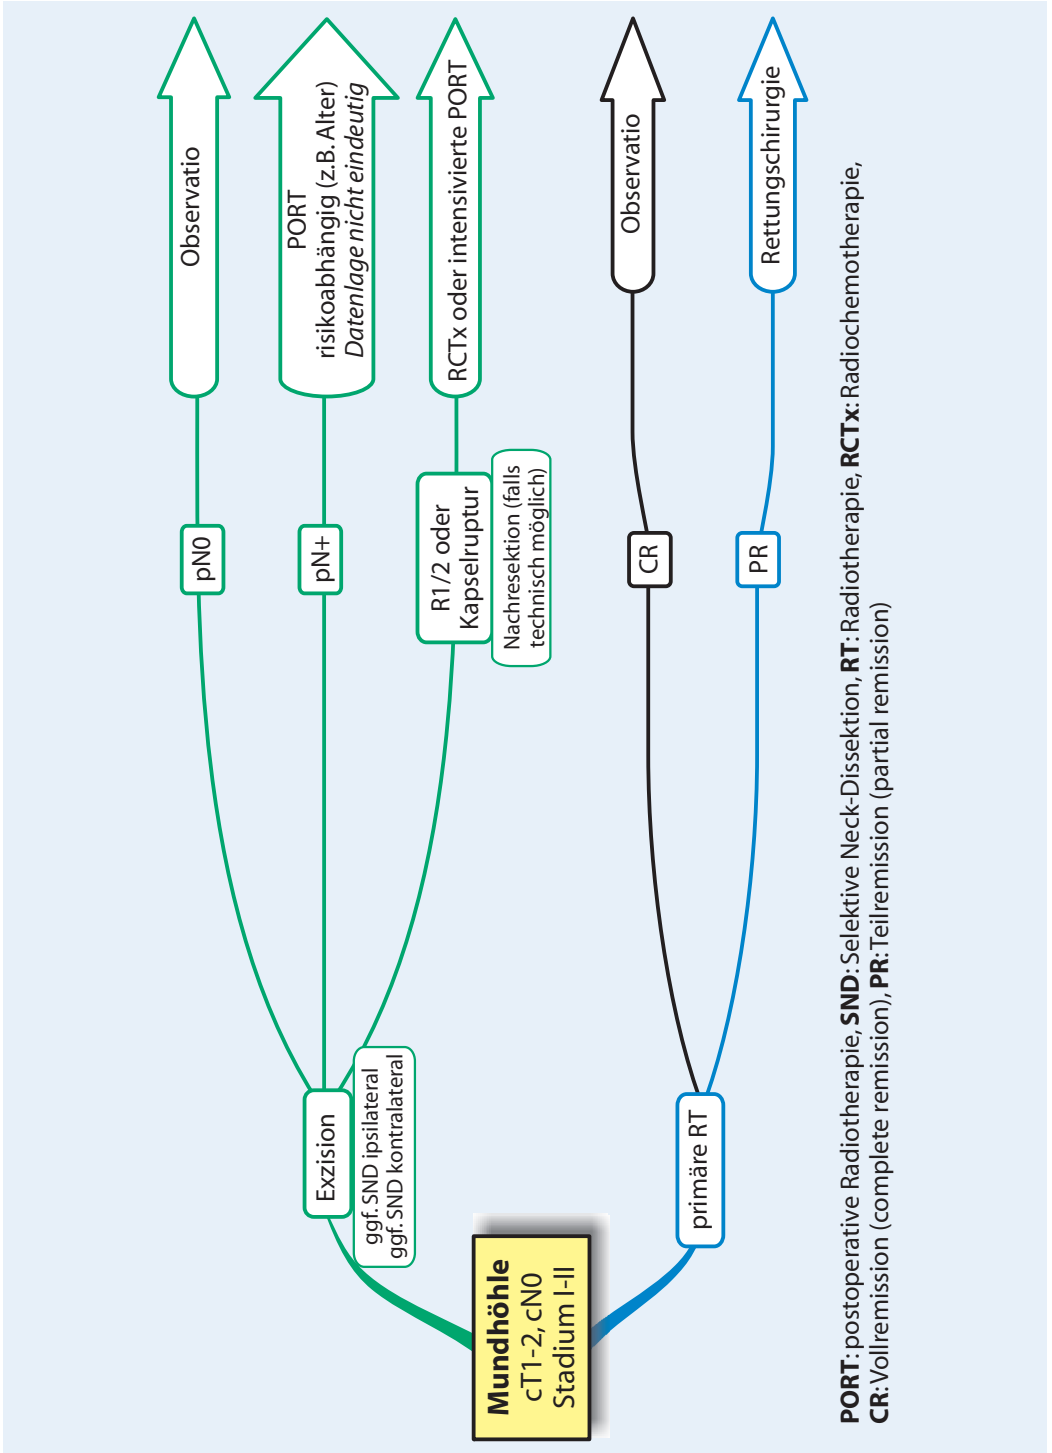 Mundhöhle
cT1-2, cN0
Stadium I-II
Exzision
ggf. SND ipsilateral
ggf. SND kontralateral
pN0
Observatio
pN+
PORT
risikoabhängig (z.B. Alter)
Datenlage nicht eindeutig
R1/2 oder
Kapselruptur
Nachresektion (falls
technisch möglich)
RCTx oder intensivierte PORT
primäre RT
CR
Observatio
PR
Rettungschirurgie
PORT: postoperative Radiotherapie, SND: Selektive Neck-Dissektion, RT: Radiotherapie, RCTx: Radiochemotherapie,
CR: Vollremission (complete remission), PR: Teilremission (partial remission)